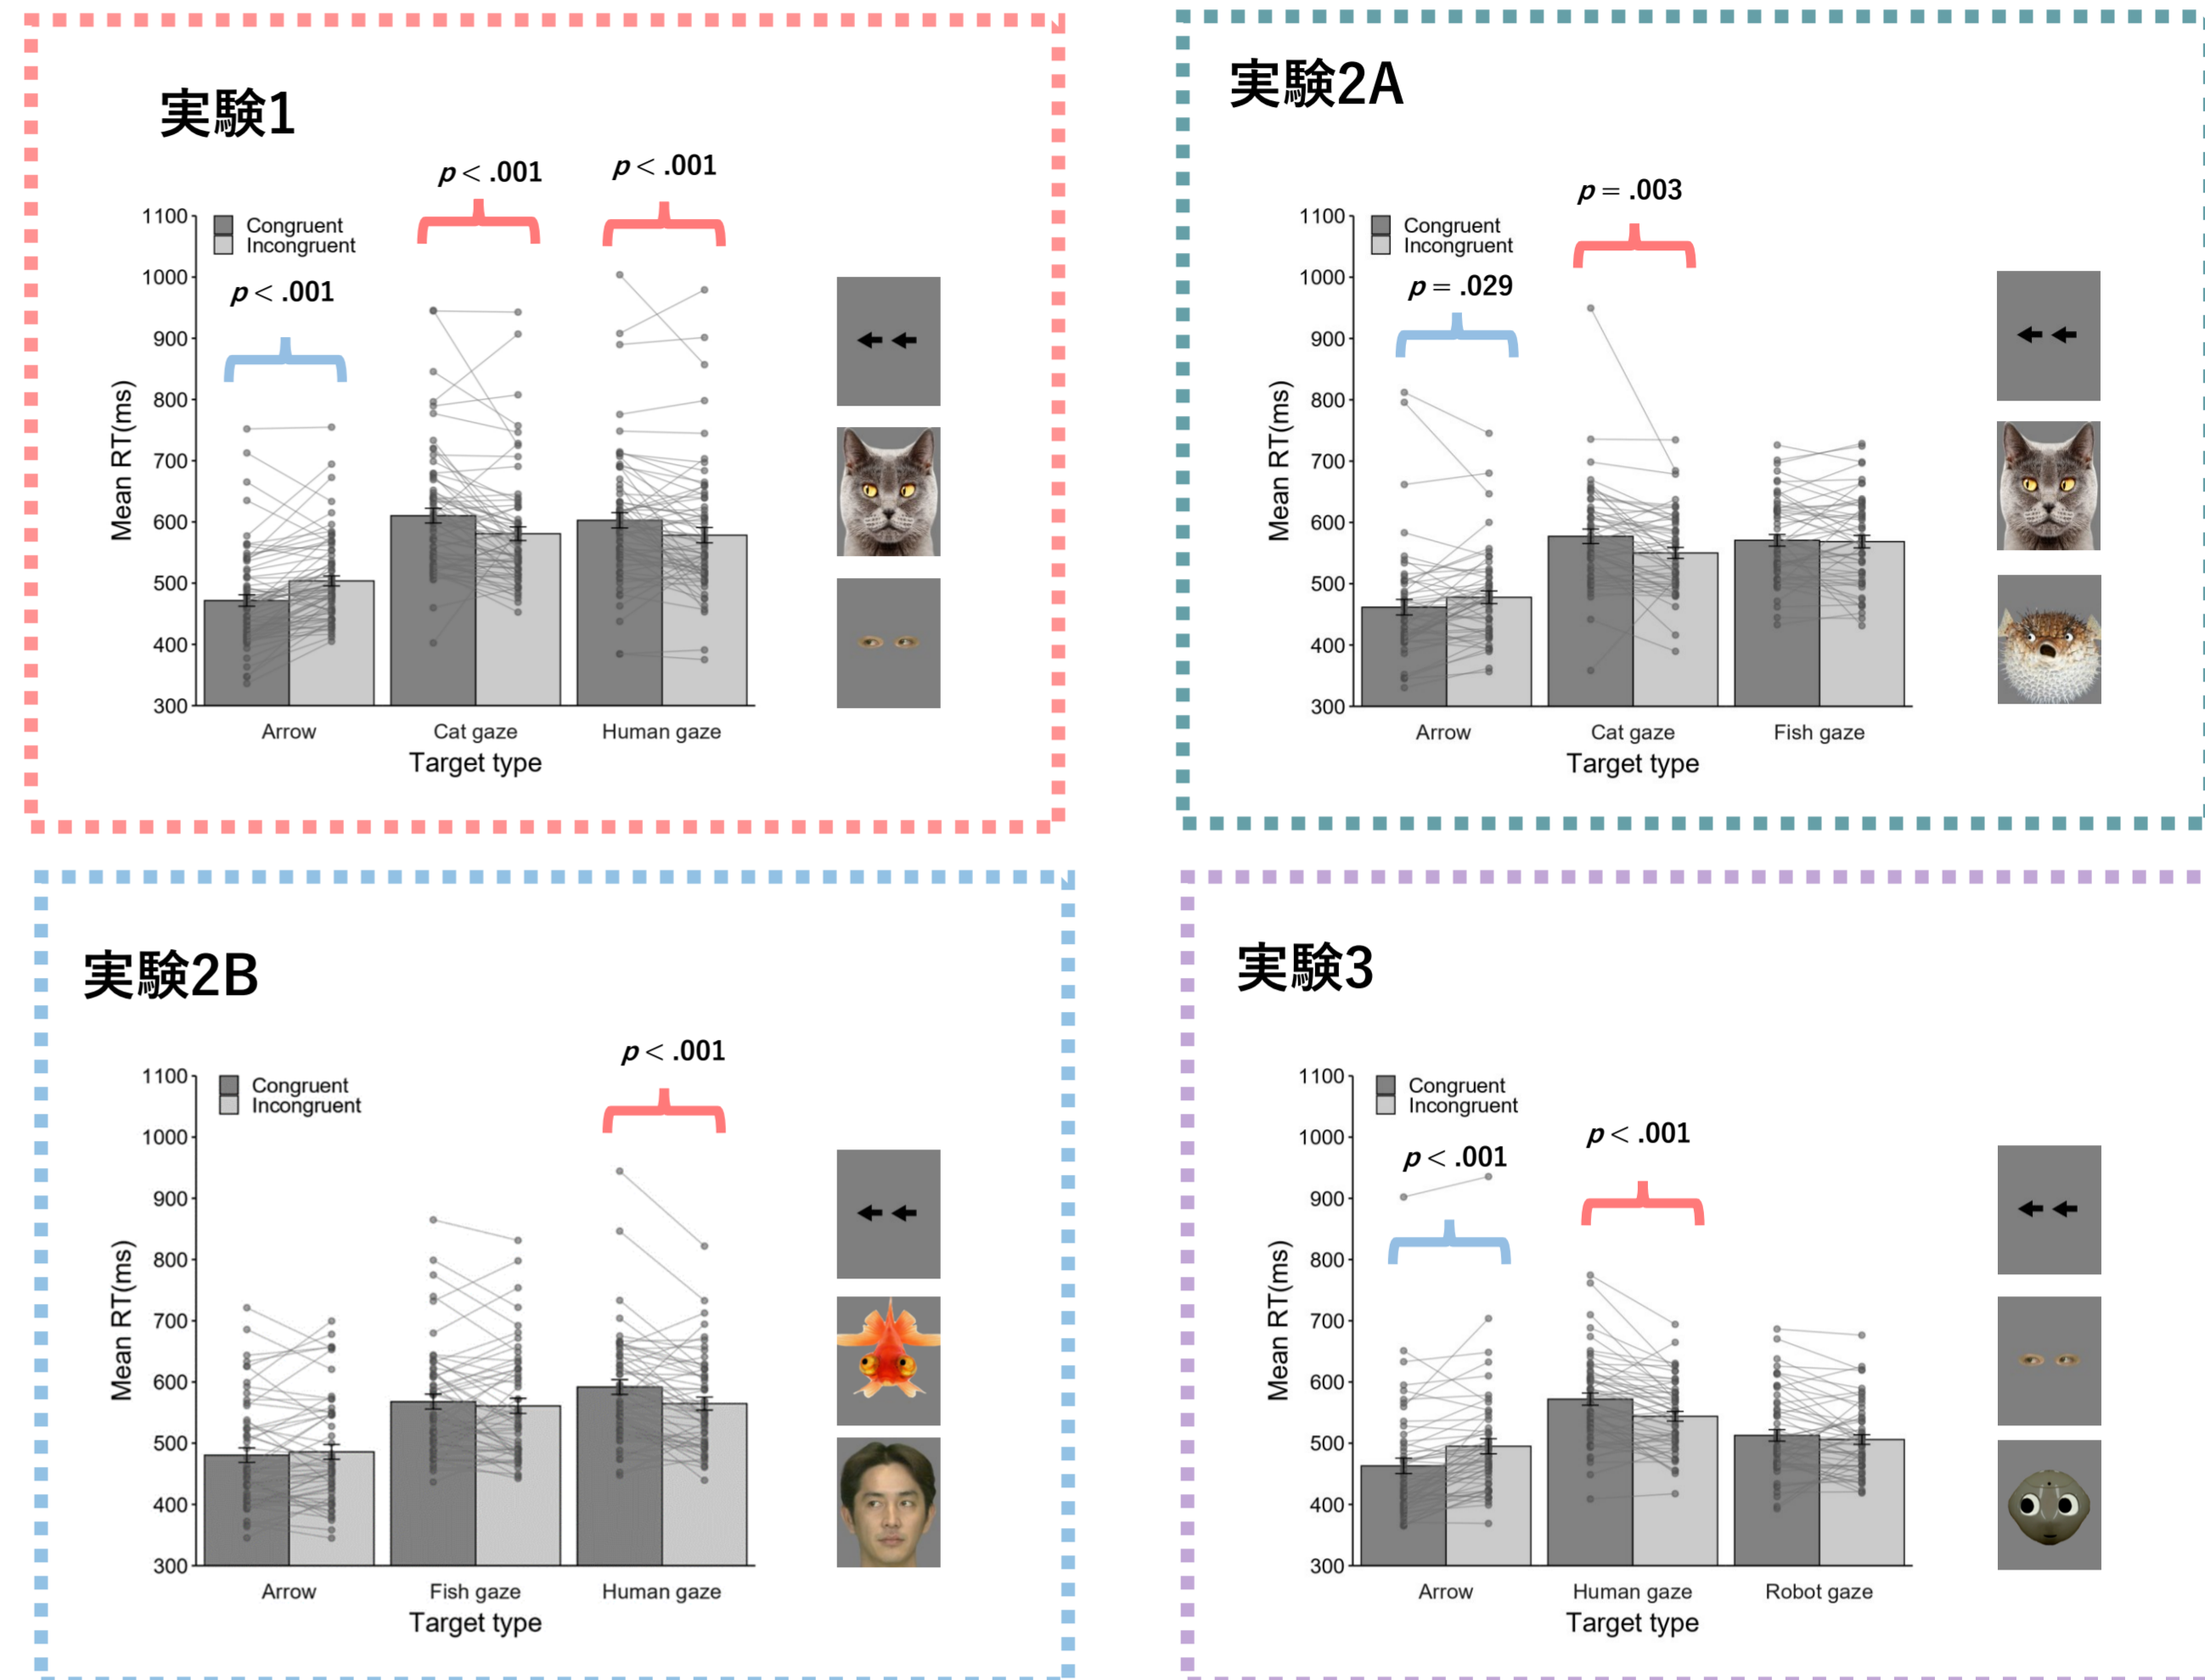 実験1
p < .001
p < .001
p < .001
Congruent
Incongruent
1100
1000
900
800
700
600
500
400
300
Mean RT(ms)
Arrow
Cat gaze
Human gaze
Target type
実験2A
p = .003
p = .029
Congruent
Incongruent
1100
1000
900
800
700
600
500
400
300
Mean RT(ms)
Arrow
Cat gaze
Fish gaze
Target type
実験2B
p < .001
Congruent
Incongruent
1100
1000
900
800
700
600
500
400
300
Mean RT(ms)
Arrow
Fish gaze
Human gaze
Target type
実験3
p < .001
p < .001
Congruent
Incongruent
1100
1000
900
800
700
600
500
400
300
Mean RT(ms)
Arrow
Human gaze
Robot gaze
Target type